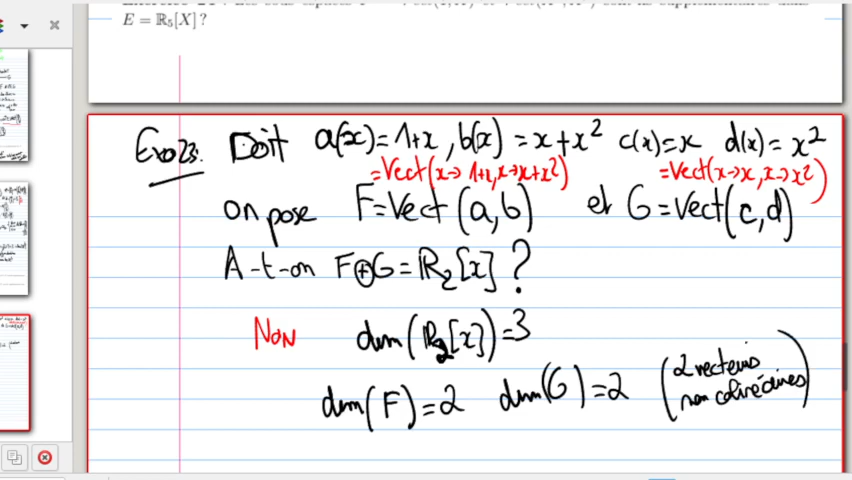 E = ℝ₅[X] ?
Exo23. Soit a(x)=1+x, b(x)=x+x² c(x)=x d(x)=x²
=Vect(x→1+x, x→x+x²) =Vect(x→x, x→x²)
on pose F=Vect(a,b) et G=Vect(c,d)
A-t-on F⊕G=ℝ₂[x] ?
Non dim(ℝ₂[x])=3
dim(F)=2 dim(G)=2 (2 vecteurs
non colinéaires)